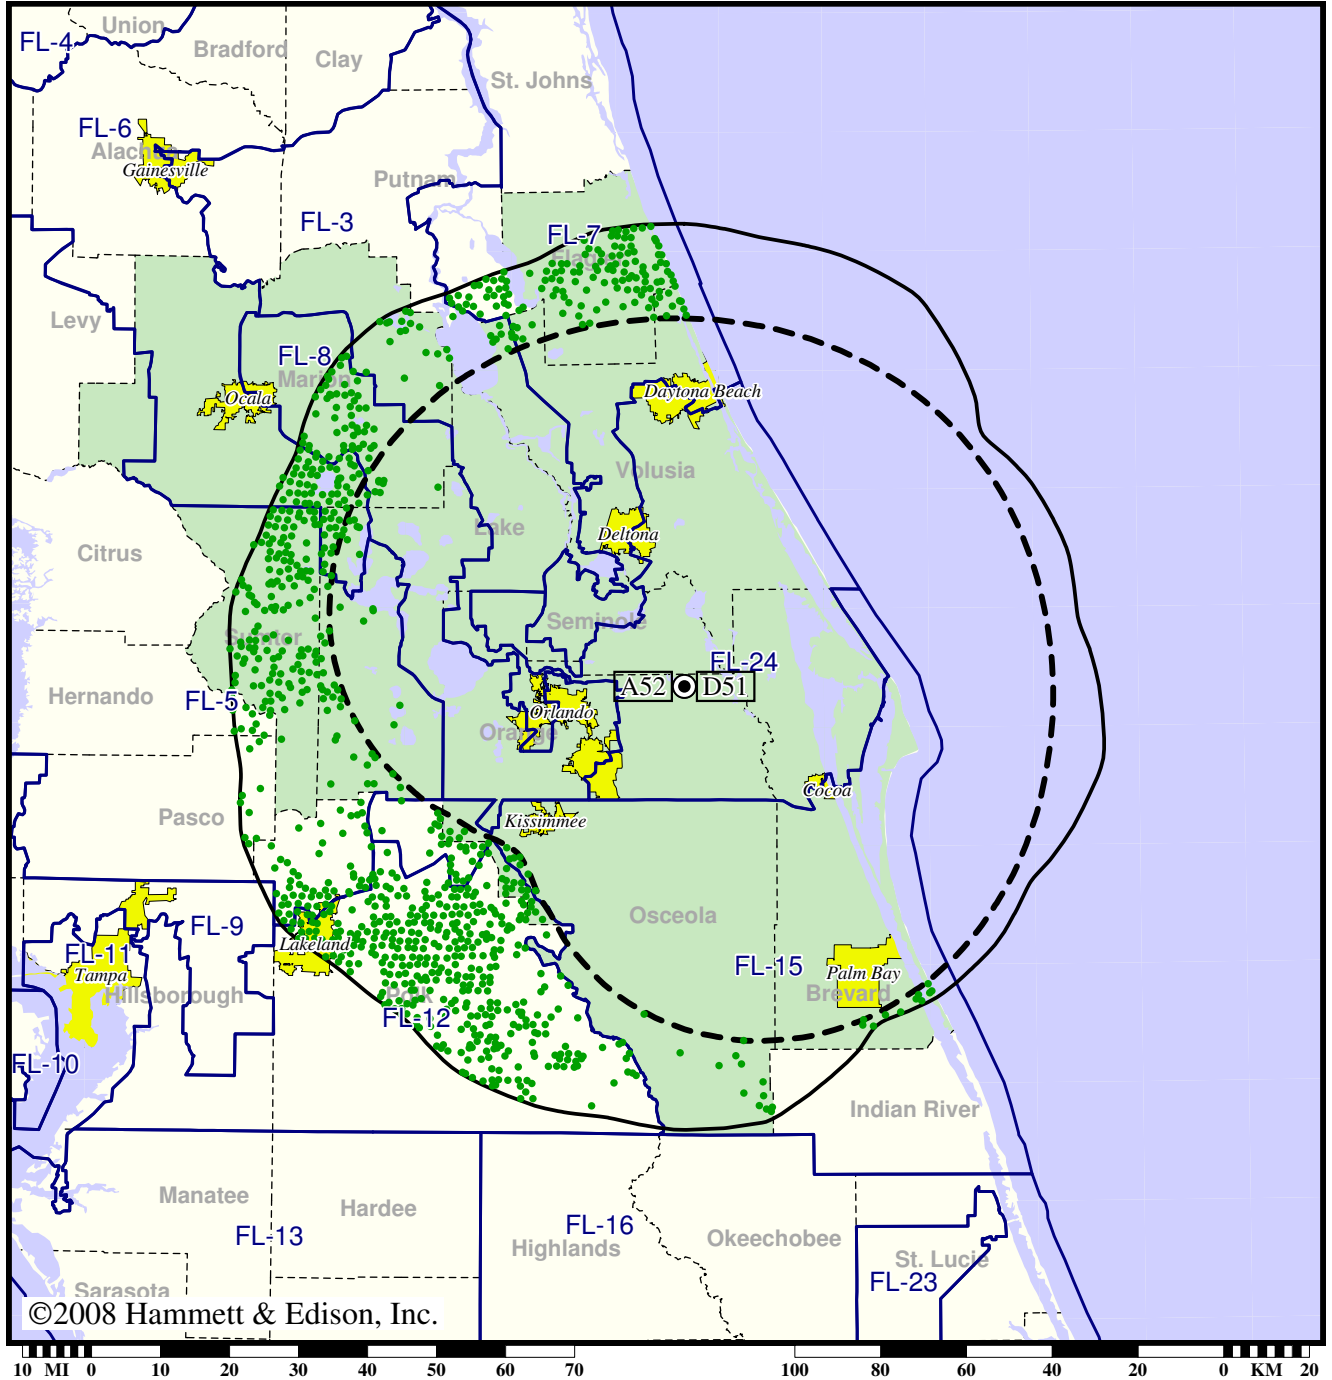 Union
FL-4
Bradford
Clay
St. Johns
FL-6
Alachua
Gainesville
Putnam
FL-3
FL-7
Flagler
Levy
FL-8
Marion
Ocala
Daytona Beach
Volusia
Lake
Deltona
Citrus
Seminole
Sumter
FL-24
Hernando
FL-5
A52
D51
Orlando
Orange
Cocoa
Pasco
Kissimmee
Osceola
FL-9
Lakeland
FL-11
Tampa
FL-15
Palm Bay
Hillsborough
Polk
Brevard
FL-12
FL-10
Indian River
Manatee
Hardee
FL-16
FL-13
Highlands
Okeechobee
St. Lucie
FL-23
Sarasota
©2008 Hammett & Edison, Inc.
10 MI 0 10 20 30 40 50 60 70 100 80 60 40 20 0 KM 20